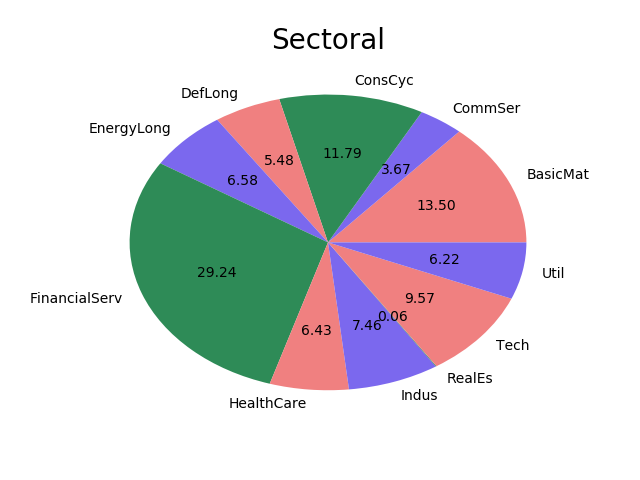 Sectoral
ConsCyc
DefLong
CommSer
EnergyLong
11.79
5.48
3.67
BasicMat
6.58
13.50
6.22
29.24
Util
FinancialServ
9.57
0.06
7.46
6.43
Tech
RealEs
Indus
HealthCare